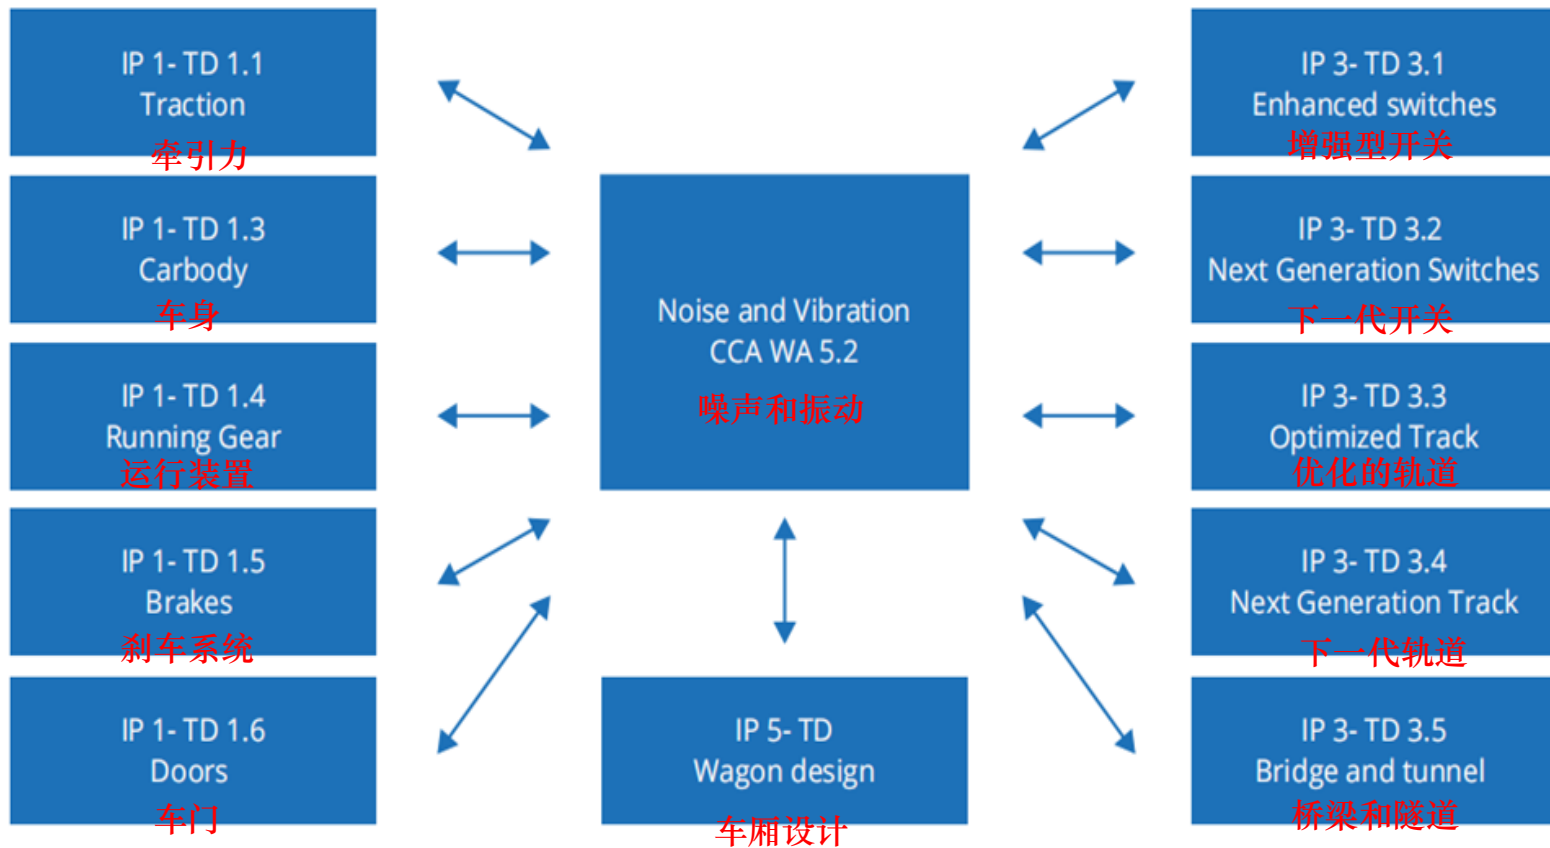 IP 1- TD 1.1
Traction
牵引力
IP 1- TD 1.3
Carbody
车身
IP 1- TD 1.4
Running Gear
运行装置
IP 1- TD 1.5
Brakes
刹车系统
IP 1- TD 1.6
Doors
车门
Noise and Vibration
CCA WA 5.2
噪声和振动
IP 5- TD
Wagon design
车厢设计
IP 3- TD 3.1
Enhanced switches
增强型开关
IP 3- TD 3.2
Next Generation Switches
下一代开关
IP 3- TD 3.3
Optimized Track
优化的轨道
IP 3- TD 3.4
Next Generation Track
下一代轨道
IP 3- TD 3.5
Bridge and tunnel
桥梁和隧道